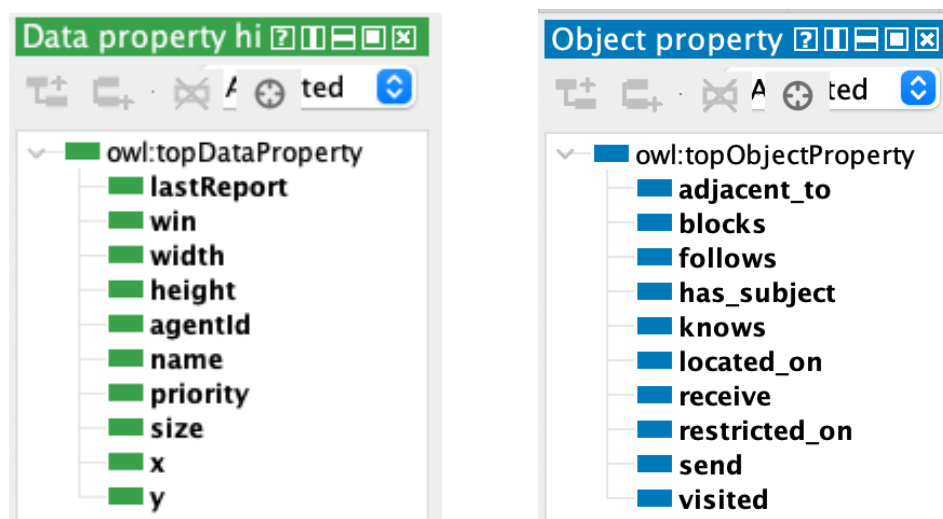 Data property hi
ted
owl:topDataProperty
lastReport
win
width
height
agentId
name
priority
size
x
y
Object property
ted
owl:topObjectProperty
adjacent_to
blocks
follows
has_subject
knows
located_on
receive
restricted_on
send
visited